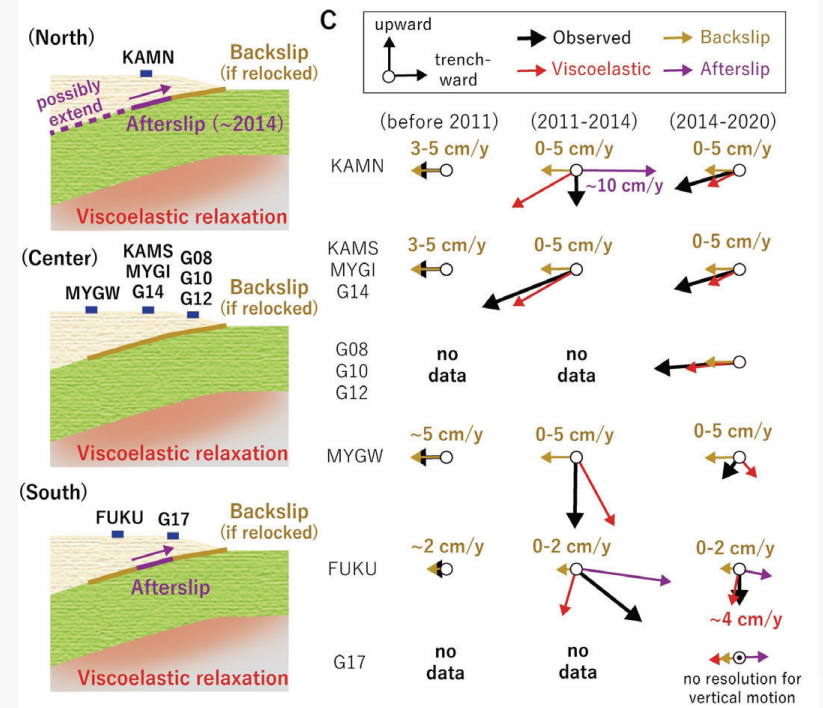 (North)
KAMN
Backslip
(if relocked)
possibly
extend
Afterslip (~2014)
Viscoelastic relaxation
(Center)
KAMS
MYGI
G14
G08
G10
G12
MYGW
Backslip
(if relocked)
Viscoelastic relaxation
(South)
FUKU
G17
Backslip
(if relocked)
Afterslip
Viscoelastic relaxation
C
upward
trench-
ward
Observed
Backslip
Viscoelastic
Afterslip
(before 2011)
(2011-2014)
(2014-2020)
KAMN
3-5 cm/y
0-5 cm/y
~10 cm/y
0-5 cm/y
KAMS
MYGI
G14
3-5 cm/y
0-5 cm/y
0-5 cm/y
G08
G10
G12
no
data
no
data
MYGW
~5 cm/y
0-5 cm/y
0-5 cm/y
FUKU
~2 cm/y
0-2 cm/y
0-2 cm/y
~4 cm/y
G17
no
data
no
data
no resolution for
vertical motion